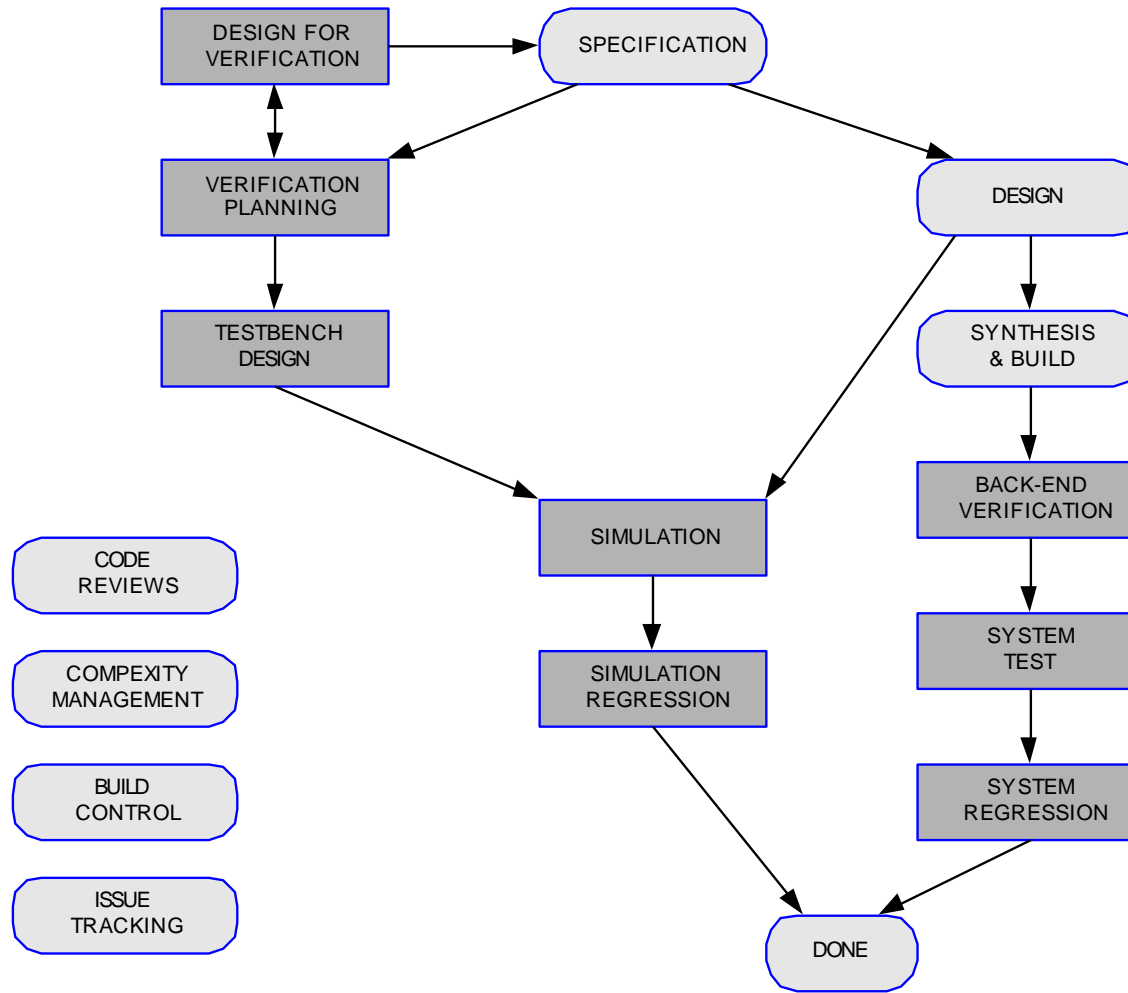 DESIGN FOR
VERIFICATION
SPECIFICATION
VERIFICATION
PLANNING
DESIGN
TESTBENCH
DESIGN
SYNTHESIS
& BUILD
BACK-END
VERIFICATION
SIMULATION
CODE
REVIEWS
SYSTEM
TEST
COMPEXITY
MANAGEMENT
SIMULATION
REGRESSION
BUILD
CONTROL
SYSTEM
REGRESSION
ISSUE
TRACKING
DONE